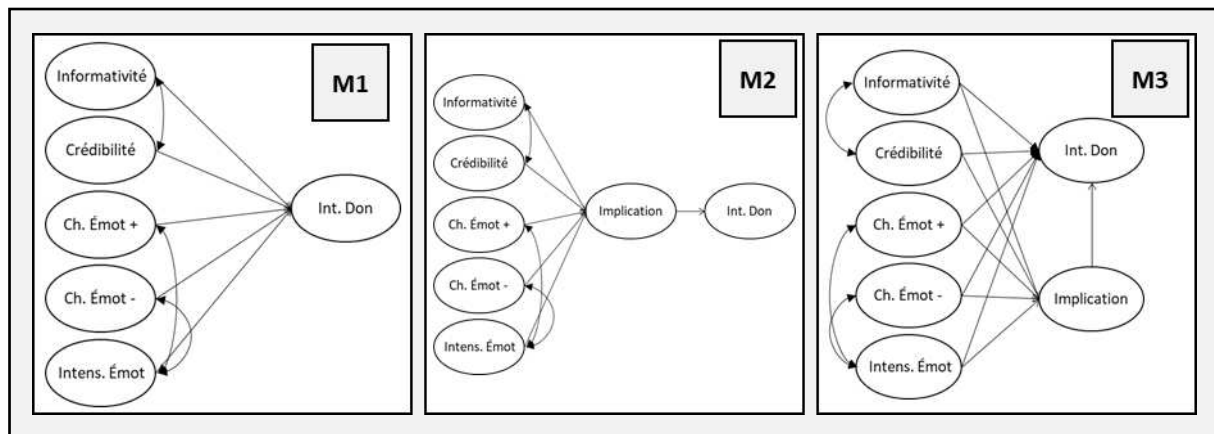 M1
Informativité
Crédibilité
Ch. Émot +
Ch. Émot -
Intens. Émot
Int. Don
M2
Informativité
Crédibilité
Ch. Émot +
Ch. Émot -
Intens. Émot
Implication
Int. Don
M3
Informativité
Crédibilité
Ch. Émot +
Ch. Émot -
Intens. Émot
Int. Don
Implication